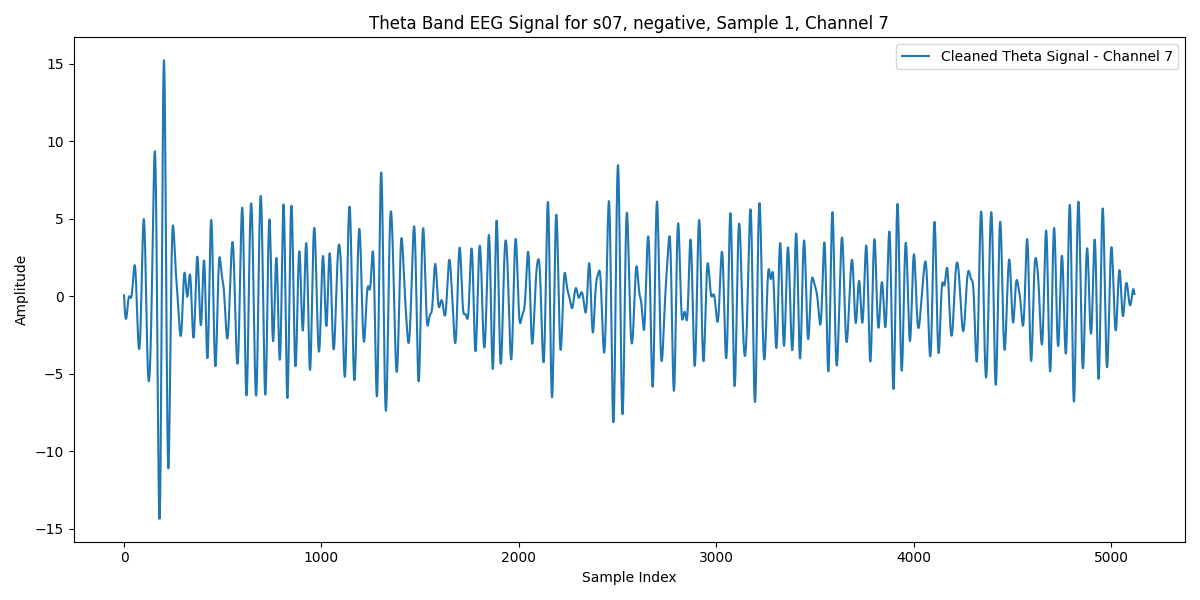 Theta Band EEG Signal for s07, negative, Sample 1, Channel 7
Cleaned Theta Signal - Channel 7
Amplitude
15
10
5
0
−5
−10
−15
0 1000 2000 3000 4000 5000
Sample Index